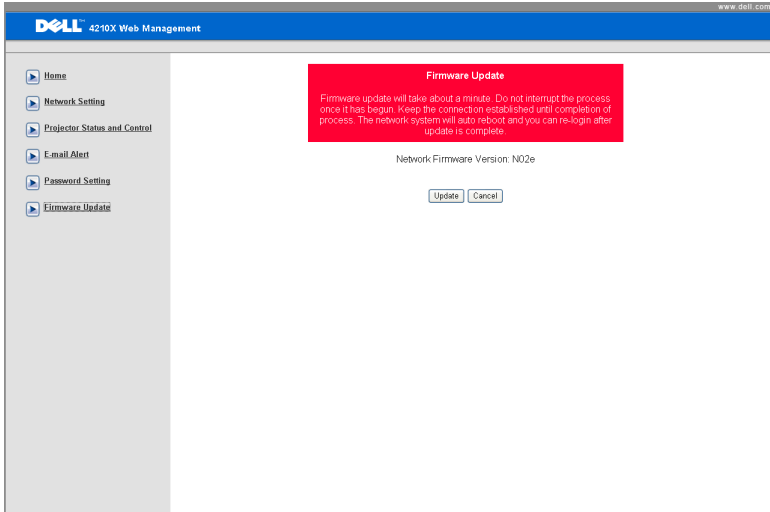 www.dell.com
DELL™ 4210X Web Management
Home
Network Setting
Projector Status and Control
E-mail Alert
Password Setting
Firmware Update
Firmware Update
Firmware update will take about a minute. Do not interrupt the process
once it has begun. Keep the connection established until completion of
process. The network system will auto reboot and you can re-login after
update is complete.
Network Firmware Version: N02e
Update Cancel